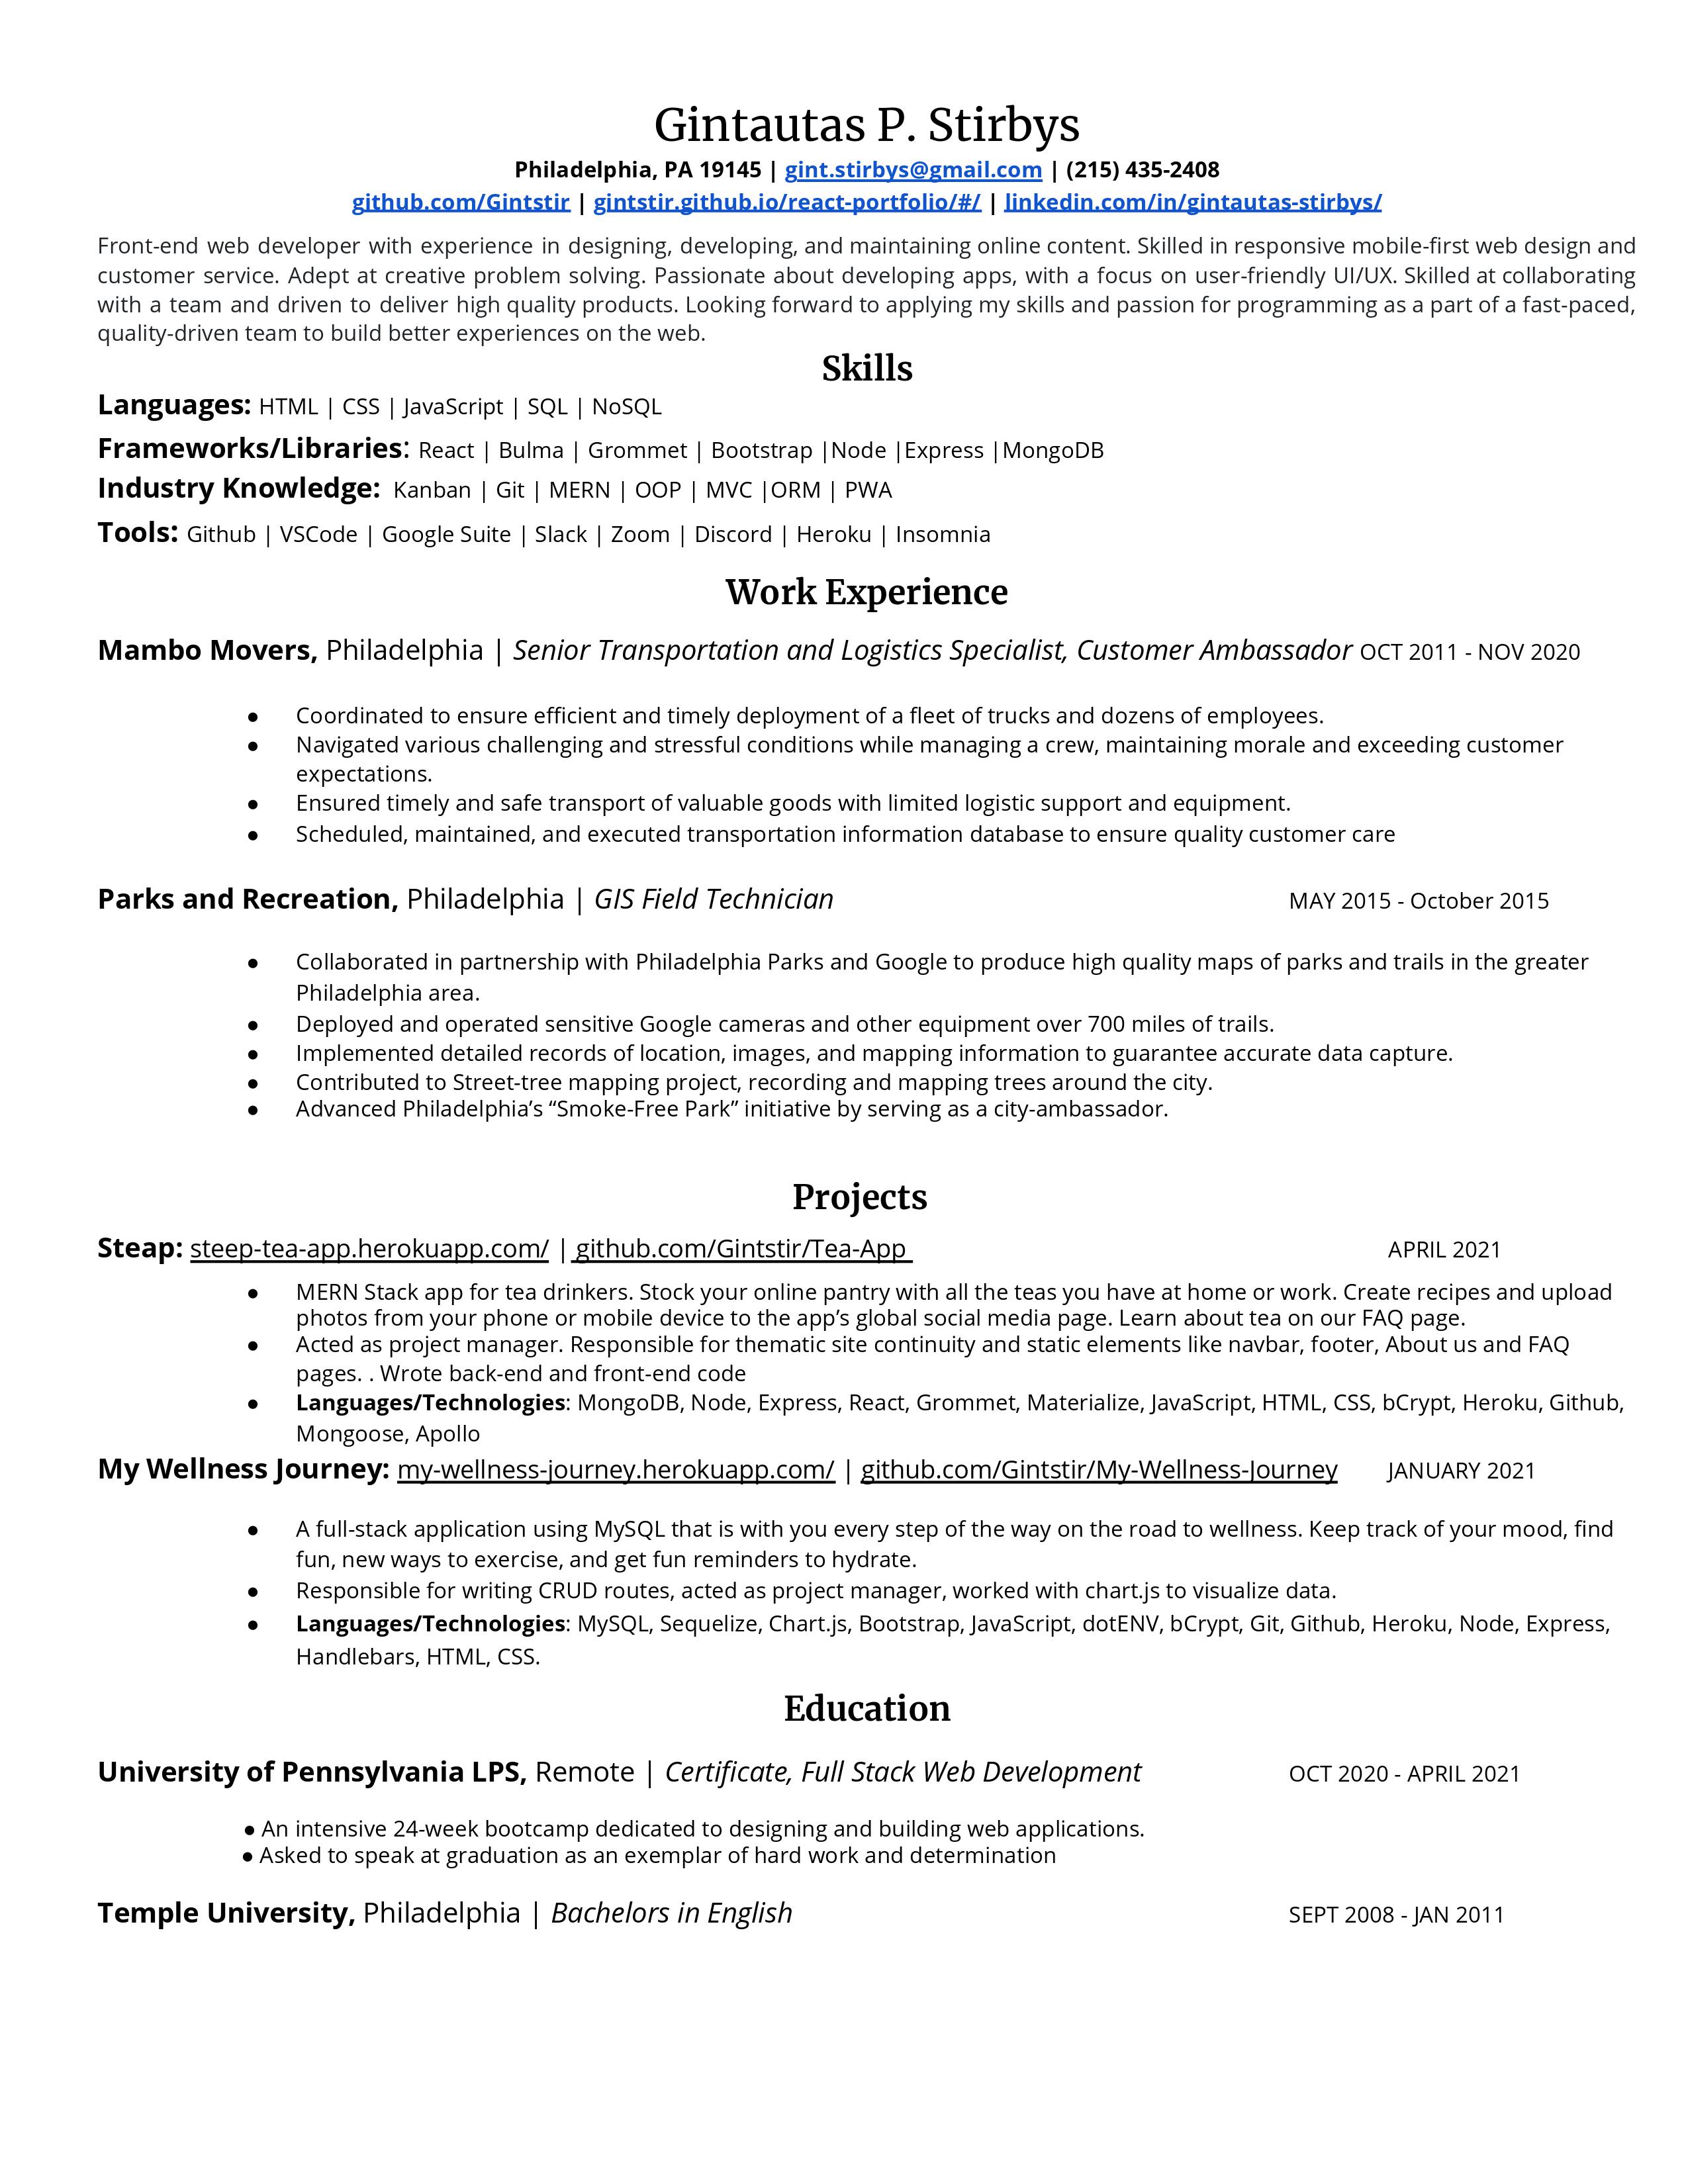 Gintautas P. Stirbys
Philadelphia, PA 19145 | gint.stirbys@gmail.com | (215) 435-2408
github.com/Gintstir | gintstir.github.io/react-portfolio/#/ | linkedin.com/in/gintautas-stirbys/
Front-end web developer with experience in designing, developing, and maintaining online content. Skilled in responsive mobile-first web design and
customer service. Adept at creative problem solving. Passionate about developing apps, with a focus on user-friendly UI/UX. Skilled at collaborating
with a team and driven to deliver high quality products. Looking forward to applying my skills and passion for programming as a part of a fast-paced,
quality-driven team to build better experiences on the web.
Skills
Languages: HTML | CSS | JavaScript | SQL | NoSQL
Frameworks/Libraries: React | Bulma | Grommet | Bootstrap |Node |Express |MongoDB
Industry Knowledge: Kanban | Git | MERN | OOP | MVC |ORM | PWA
Tools: Github | VSCode | Google Suite | Slack | Zoom | Discord | Heroku | Insomnia
Work Experience
Mambo Movers, Philadelphia | Senior Transportation and Logistics Specialist, Customer Ambassador OCT 2011 - NOV 2020
● Coordinated to ensure efficient and timely deployment of a fleet of trucks and dozens of employees.
● Navigated various challenging and stressful conditions while managing a crew, maintaining morale and exceeding customer
expectations.
● Ensured timely and safe transport of valuable goods with limited logistic support and equipment.
● Scheduled, maintained, and executed transportation information database to ensure quality customer care
Parks and Recreation, Philadelphia | GIS Field Technician MAY 2015 - October 2015
● Collaborated in partnership with Philadelphia Parks and Google to produce high quality maps of parks and trails in the greater
Philadelphia area.
● Deployed and operated sensitive Google cameras and other equipment over 700 miles of trails.
● Implemented detailed records of location, images, and mapping information to guarantee accurate data capture.
● Contributed to Street-tree mapping project, recording and mapping trees around the city.
● Advanced Philadelphia’s “Smoke-Free Park” initiative by serving as a city-ambassador.
Projects
Steap: steep-tea-app.herokuapp.com/ | github.com/Gintstir/Tea-App APRIL 2021
● MERN Stack app for tea drinkers. Stock your online pantry with all the teas you have at home or work. Create recipes and upload
photos from your phone or mobile device to the app’s global social media page. Learn about tea on our FAQ page.
● Acted as project manager. Responsible for thematic site continuity and static elements like navbar, footer, About us and FAQ
pages. . Wrote back-end and front-end code
● Languages/Technologies: MongoDB, Node, Express, React, Grommet, Materialize, JavaScript, HTML, CSS, bCrypt, Heroku, Github,
Mongoose, Apollo
My Wellness Journey: my-wellness-journey.herokuapp.com/ | github.com/Gintstir/My-Wellness-Journey JANUARY 2021
● A full-stack application using MySQL that is with you every step of the way on the road to wellness. Keep track of your mood, find
fun, new ways to exercise, and get fun reminders to hydrate.
● Responsible for writing CRUD routes, acted as project manager, worked with chart.js to visualize data.
● Languages/Technologies: MySQL, Sequelize, Chart.js, Bootstrap, JavaScript, dotENV, bCrypt, Git, Github, Heroku, Node, Express,
Handlebars, HTML, CSS.
Education
University of Pennsylvania LPS, Remote | Certificate, Full Stack Web Development OCT 2020 - APRIL 2021
● An intensive 24-week bootcamp dedicated to designing and building web applications.
● Asked to speak at graduation as an exemplar of hard work and determination
Temple University, Philadelphia | Bachelors in English SEPT 2008 - JAN 2011